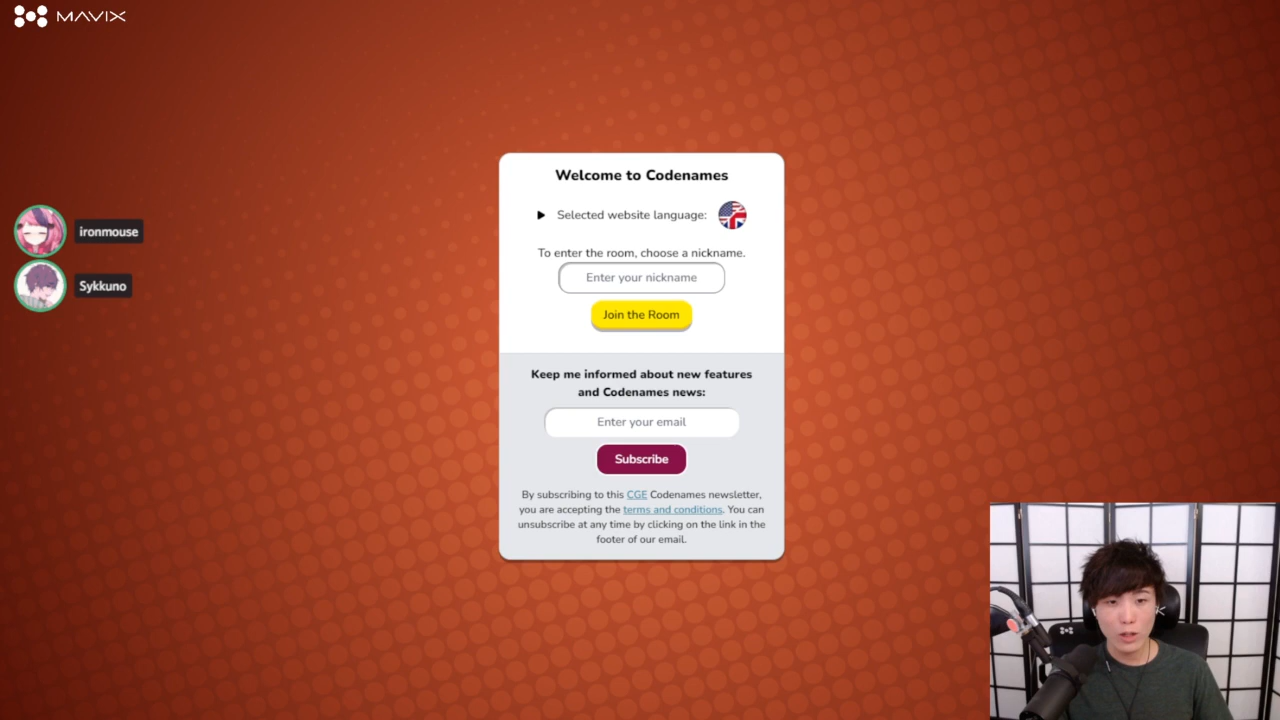 MAVIX
Welcome to Codenames
Selected website language:
To enter the room, choose a nickname.
ironmouse
Enter your nickname
Sykkuno
Join the Room
Keep me informed about new features
and Codenames news:
Enter your email
Subscribe
By subscribing to this CGE Codenames newsletter,
you are accepting the terms and conditions. You can
unsubscribe at any time by clicking on the link in the
footer of our email.